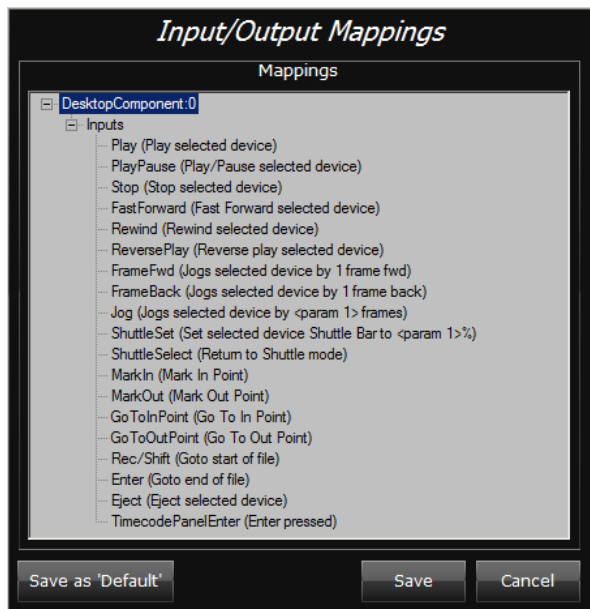 Input/Output Mappings
Mappings
DesktopComponent:0
Inputs
Play (Play selected device)
PlayPause (Play/Pause selected device)
Stop (Stop selected device)
FastForward (Fast Forward selected device)
Rewind (Rewind selected device)
ReversePlay (Reverse play selected device)
FrameFwd (Jogs selected device by 1 frame fwd)
FrameBack (Jogs selected device by 1 frame back)
Jog (Jogs selected device by <param 1> frames)
ShuttleSet (Set selected device Shuttle Bar to <param 1>%)
ShuttleSelect (Return to Shuttle mode)
MarkIn (Mark In Point)
MarkOut (Mark Out Point)
GoToInPoint (Go To In Point)
GoToOutPoint (Go To Out Point)
Rec/Shift (Goto start of file)
Enter (Goto end of file)
Eject (Eject selected device)
TimecodePanelEnter (Enter pressed)
Save as 'Default' Save Cancel